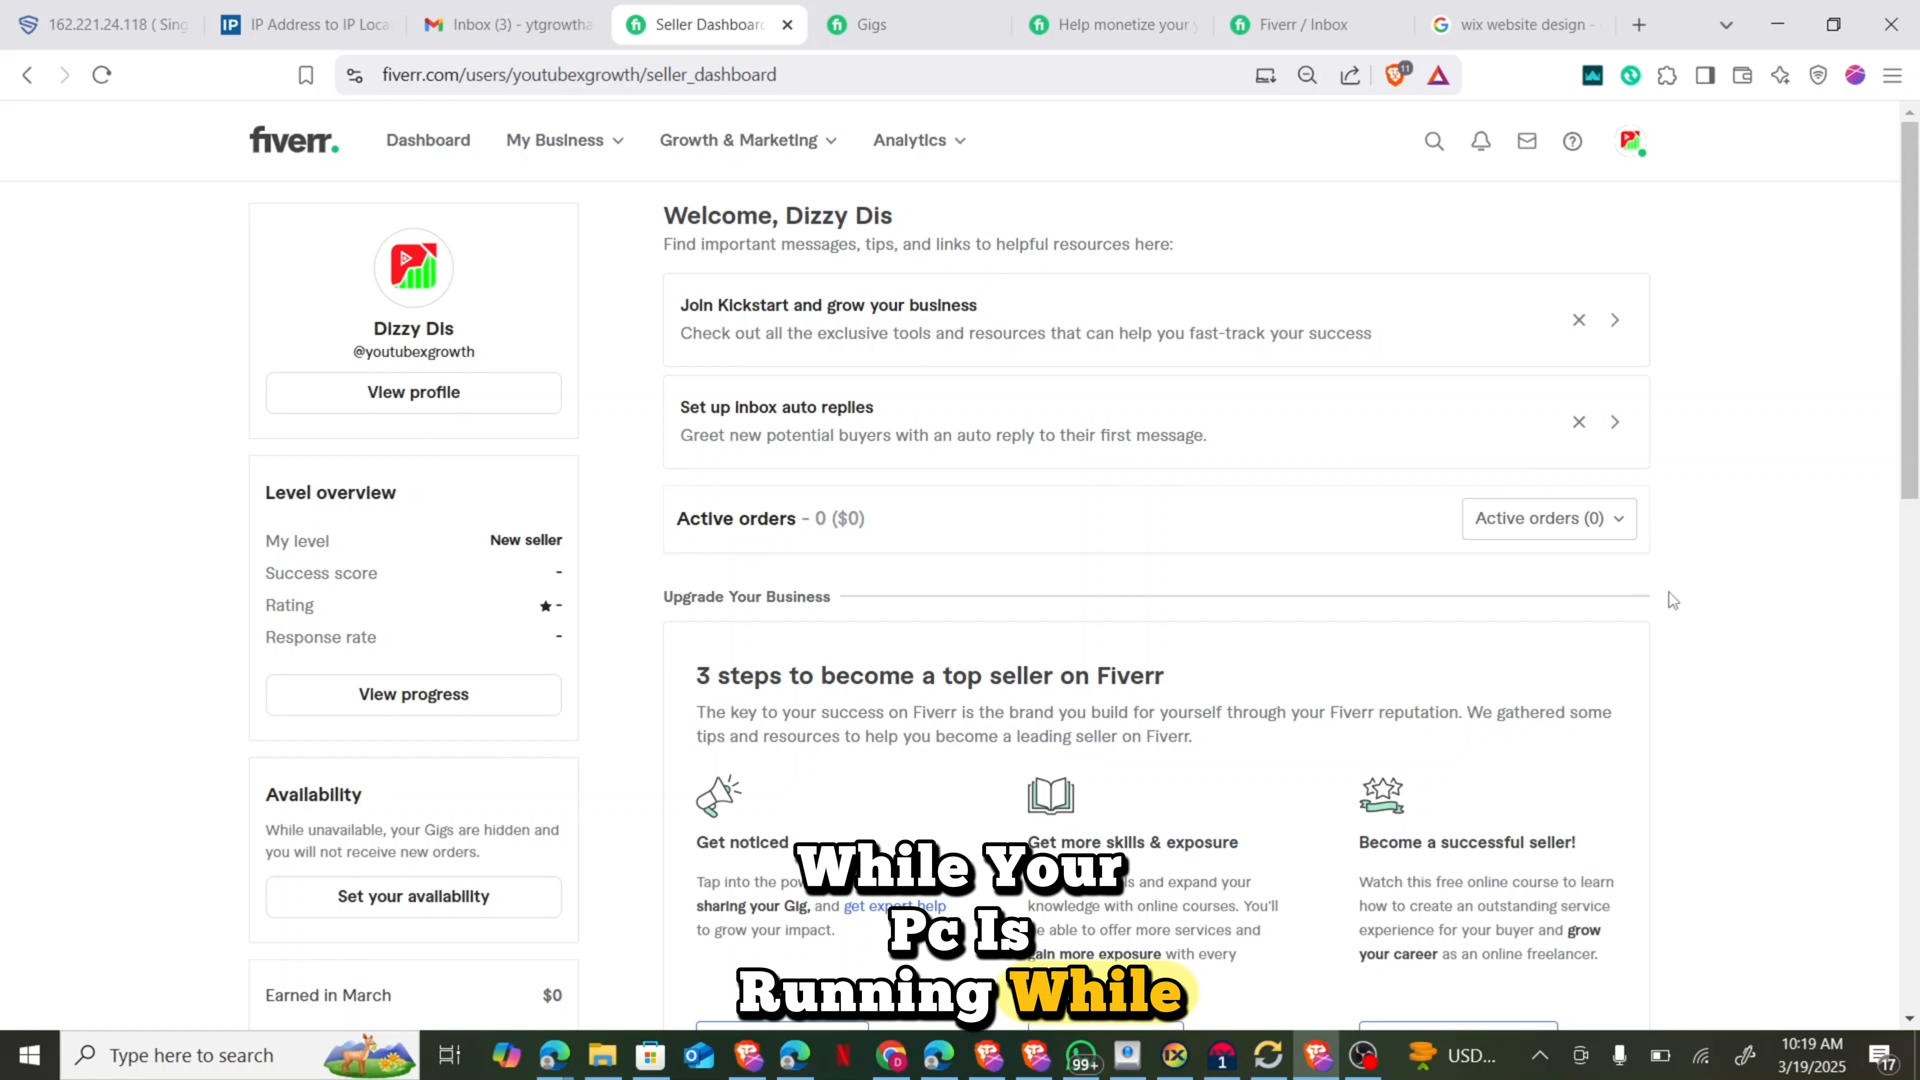 162.221.24.118 ( Sing
IP Address to IP Loca
Inbox (3) - ytgrowtha
Seller Dashboard
Gigs
Help monetize your y
Fiverr / Inbox
wix website design -
fiverr.com/users/youtubexgrowth/seller_dashboard
11
fiverr.
Dashboard
My Business
Growth & Marketing
Analytics
Dizzy Dis
@youtubexgrowth
View profile
Level overview
My level New seller
Success score -
Rating ★ -
Response rate -
View progress
Availability
While unavailable, your Gigs are hidden and
you will not receive new orders.
Set your availability
Earned in March $0
Welcome, Dizzy Dis
Find important messages, tips, and links to helpful resources here:
Join Kickstart and grow your business
Check out all the exclusive tools and resources that can help you fast-track your success
Set up inbox auto replies
Greet new potential buyers with an auto reply to their first message.
Active orders - 0 ($0)
Active orders (0)
Upgrade Your Business
3 steps to become a top seller on Fiverr
The key to your success on Fiverr is the brand you build for yourself through your Fiverr reputation. We gathered some
tips and resources to help you become a leading seller on Fiverr.
Get noticed
Tap into the
sharing your Gig, and get expert help
to grow your impact.
Get more skills & exposure
and expand your
knowledge with online courses. You'll
be able to offer more services and
gain more exposure with every
Become a successful seller!
Watch this free online course to learn
how to create an outstanding service
experience for your buyer and grow
your career as an online freelancer.
While Your
Pc Is
Running While
Type here to search
99+
1
USD...
10:19 AM
3/19/2025
17